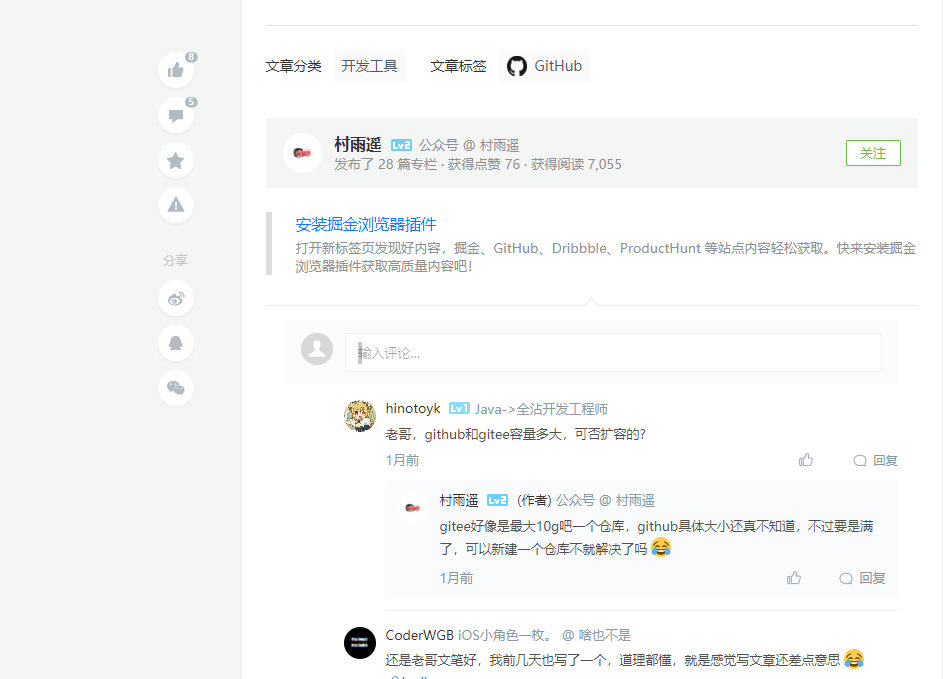 8
5
分享
文章分类 开发工具 文章标签 GitHub
村雨遥 Lv2 公众号 @ 村雨遥
发布了 28 篇专栏 · 获得点赞 76 · 获得阅读 7,055
关注
安装掘金浏览器插件
打开新标签页发现好内容，掘金、GitHub、Dribbble、ProductHunt 等站点内容轻松获取。快来安装掘金
浏览器插件获取高质量内容吧！
输入评论...
hinotoyk Lv1 Java->全沾开发工程师
老哥，github和gitee容量多大，可否扩容的？
1月前 回复
村雨遥 Lv2 (作者) 公众号 @ 村雨遥
gitee好像是最大10g吧一个仓库，github具体大小还真不知道，不过要是满
了，可以新建一个仓库不就解决了吗 😂
1月前 回复
CoderWGB iOS小角色一枚。 @ 啥也不是
还是老哥文笔好，我前几天也写了一个，道理都懂，就是感觉写文章还差点意思 😂